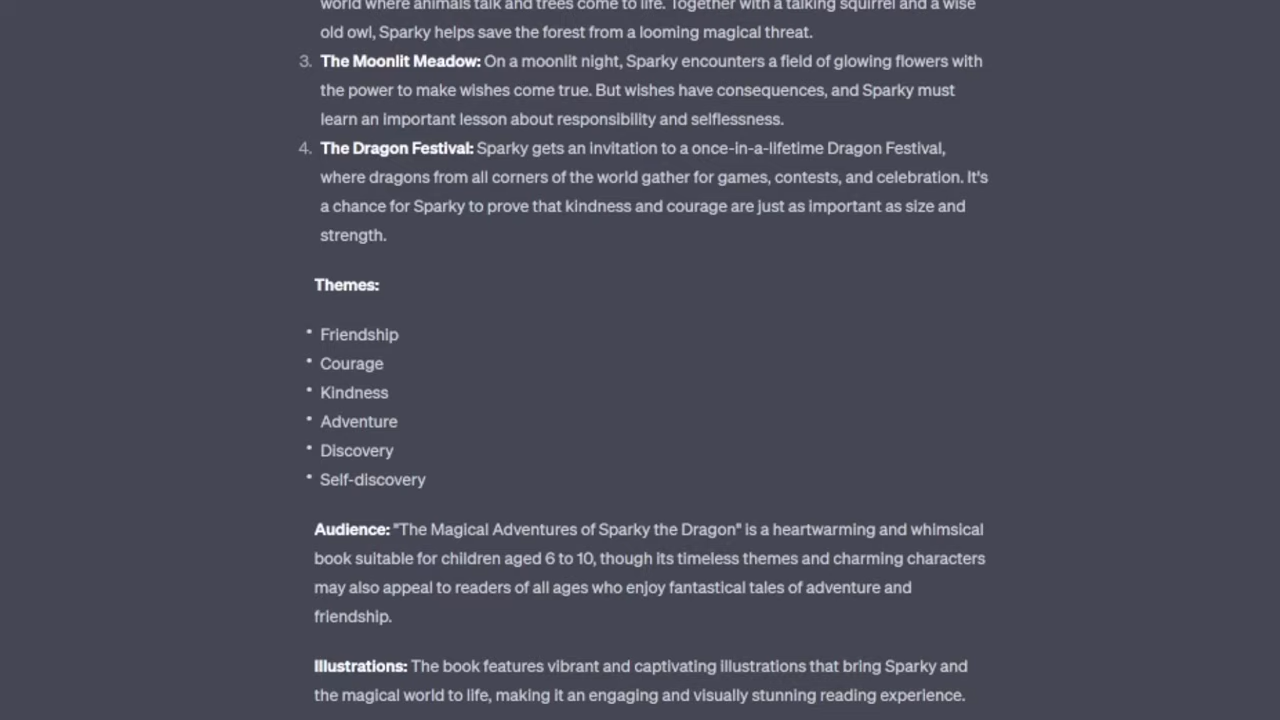 world where animals talk and trees come to life. Together with a talking squirrel and a wise
old owl, Sparky helps save the forest from a looming magical threat.
3. The Moonlit Meadow: On a moonlit night, Sparky encounters a field of glowing flowers with
the power to make wishes come true. But wishes have consequences, and Sparky must
learn an important lesson about responsibility and selflessness.
4. The Dragon Festival: Sparky gets an invitation to a once-in-a-lifetime Dragon Festival,
where dragons from all corners of the world gather for games, contests, and celebration. It's
a chance for Sparky to prove that kindness and courage are just as important as size and
strength.
Themes:
• Friendship
• Courage
• Kindness
• Adventure
• Discovery
• Self-discovery
Audience: "The Magical Adventures of Sparky the Dragon" is a heartwarming and whimsical
book suitable for children aged 6 to 10, though its timeless themes and charming characters
may also appeal to readers of all ages who enjoy fantastical tales of adventure and
friendship.
Illustrations: The book features vibrant and captivating illustrations that bring Sparky and
the magical world to life, making it an engaging and visually stunning reading experience.